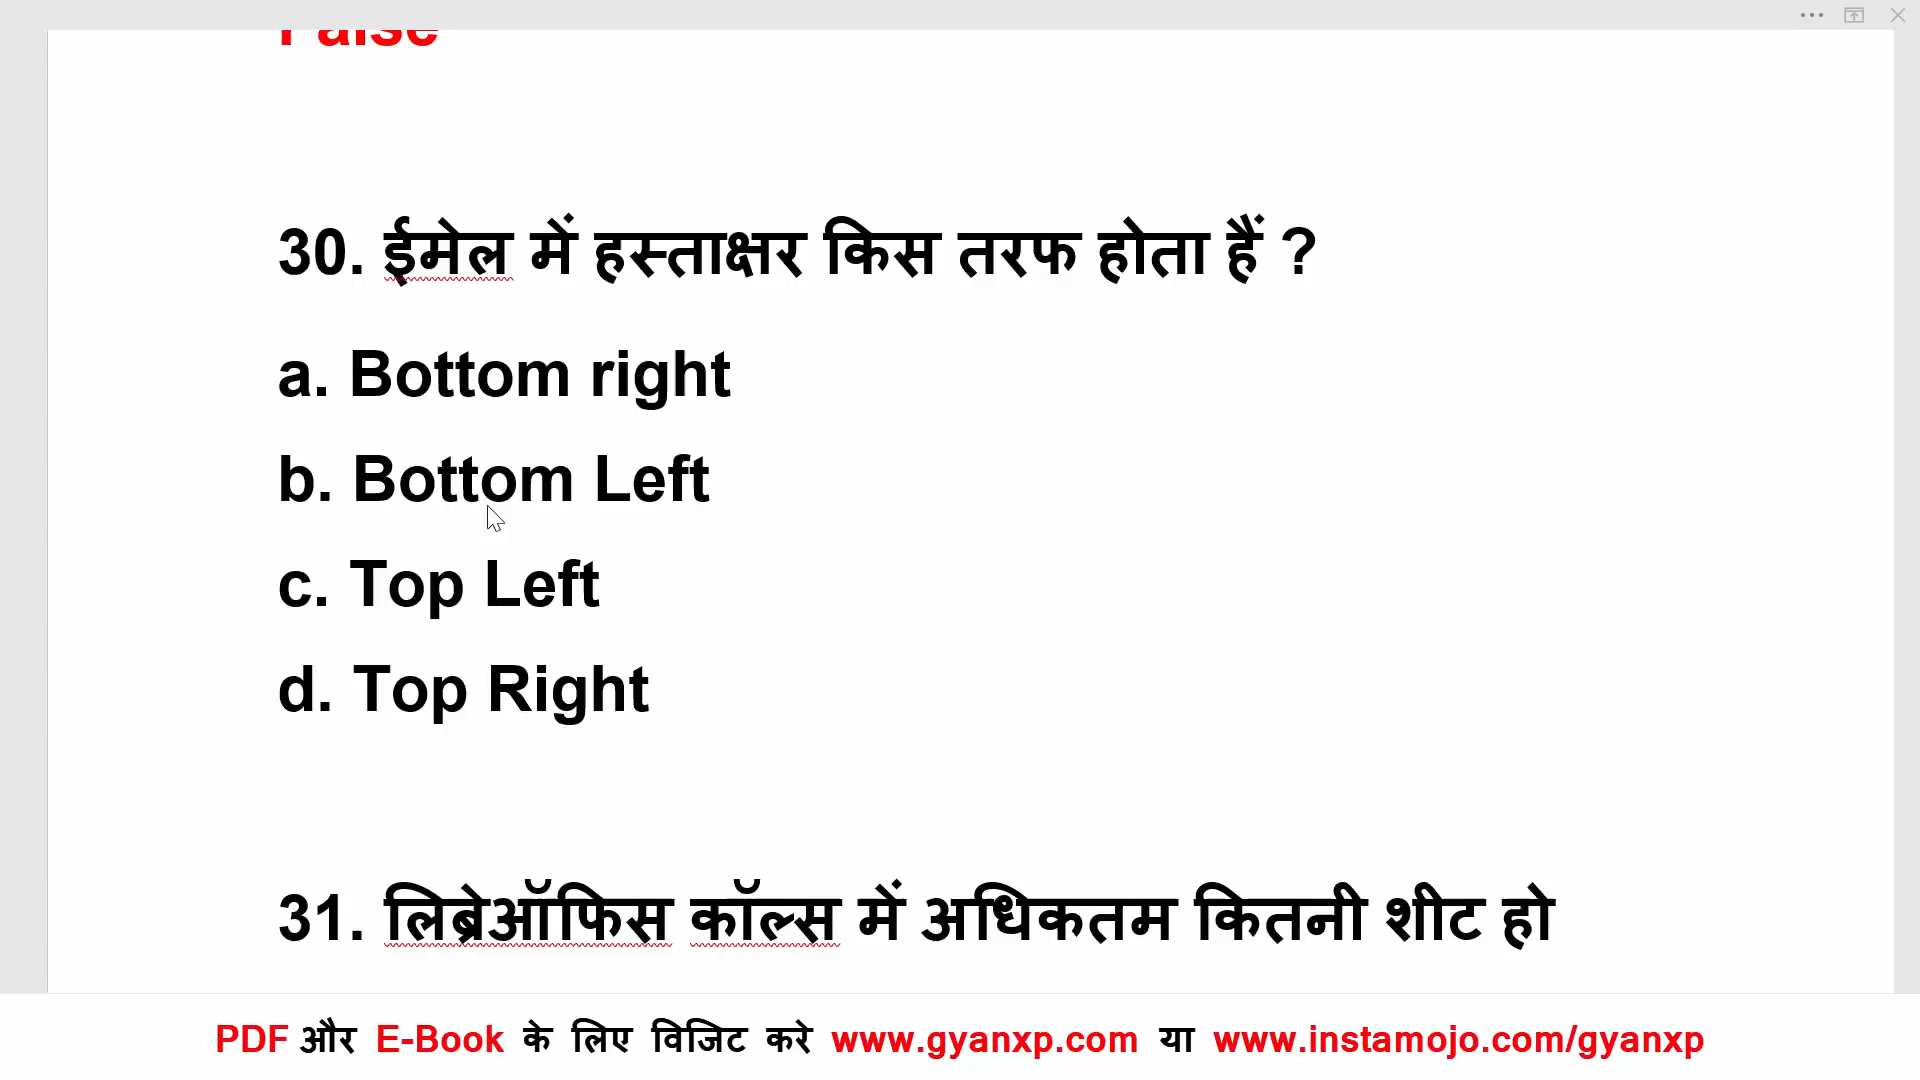 False
30. ईमेल में हस्ताक्षर किस तरफ होता हैं ?
a. Bottom right
b. Bottom Left
c. Top Left
d. Top Right
31. लिब्रेऑफिस कॉल्स में अधिकतम कितनी शीट हो
PDF और E-Book के लिए विजिट करे www.gyanxp.com या www.instamojo.com/gyanxp